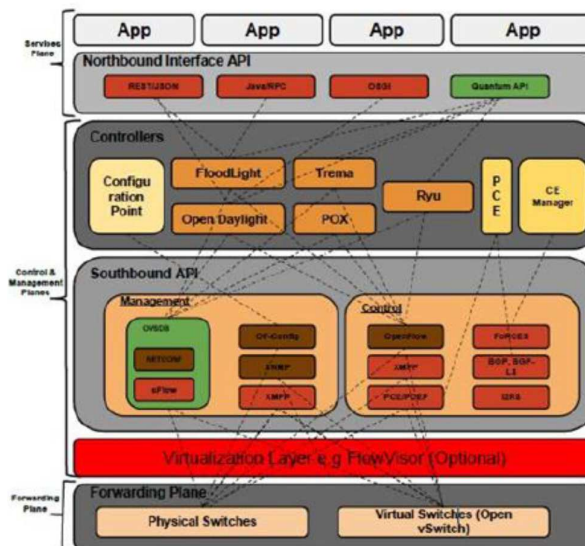 App App App App
Services
Plane
Northbound Interface API
REST/JSON Java/RPC OSGI Quantum API
Controllers
Configu
ration
Point
FloodLight Trema
Open Daylight POX
Ryu
P
C
E
CE
Manager
Control &
Management
Planes
Southbound API
Management
Control
OVSDB
NETCONF
sFlow
OF-Config
SNMP
XMPP
OpenFlow
XMPP
PCE/PCEP
ForCES
BGP, BGP-
LS
I2RS
Virtualization Layer e.g FlowVisor (Optional)
Forwarding
Plane
Forwarding Plane
Physical Switches
Virtual Switches (Open
vSwitch)